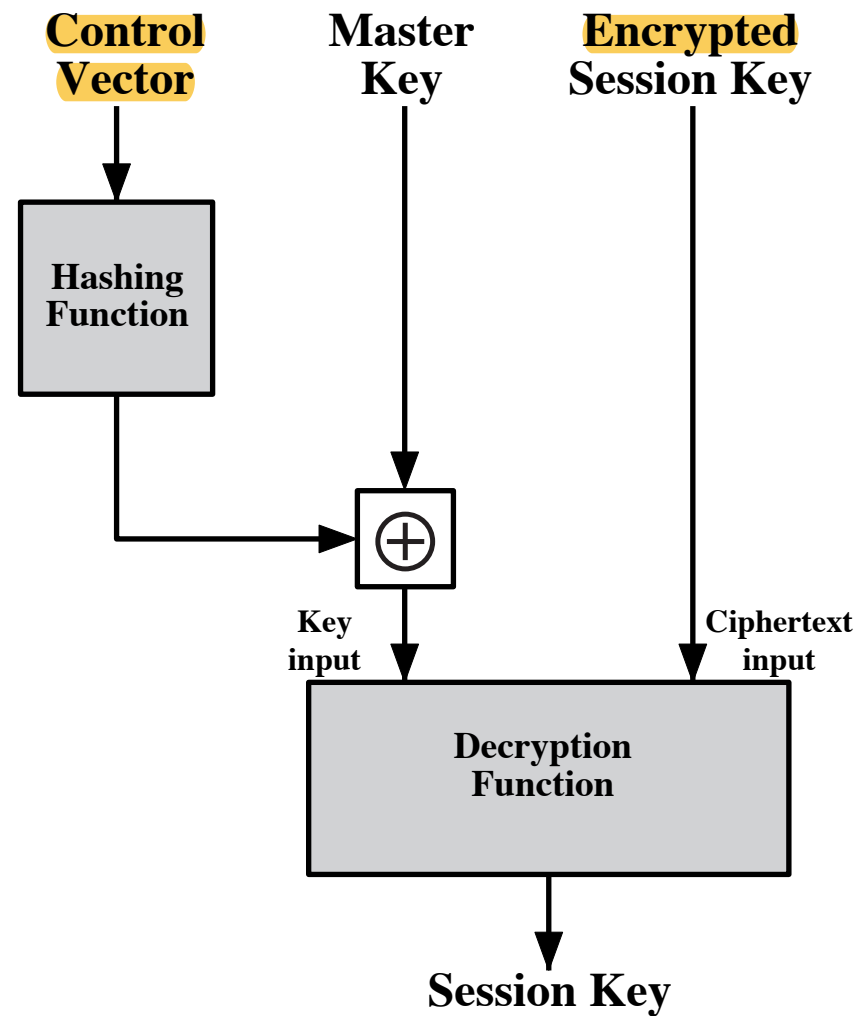 Control
Vector
Master
Key
Encrypted
Session Key
Hashing
Function
Key
input
Ciphertext
input
Decryption
Function
Session Key